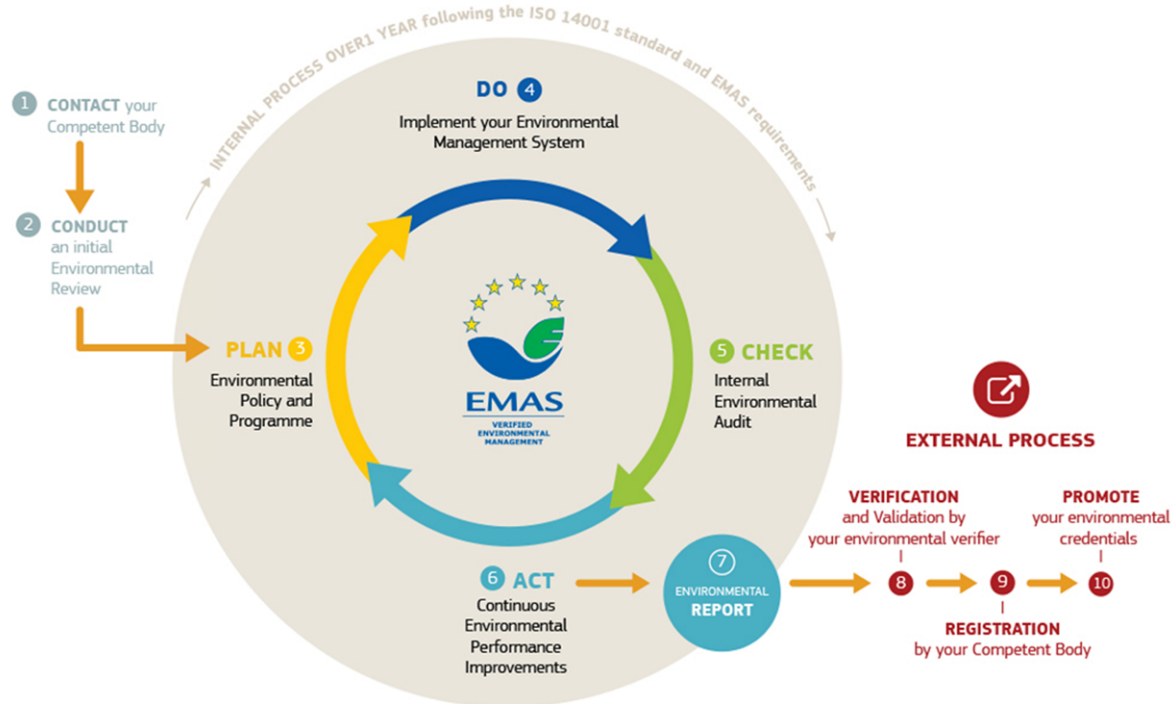 INTERNAL PROCESS OVER1 YEAR following the ISO 14001 standard and EMAS requirements
1 CONTACT your
Competent Body
2 CONDUCT
an initial
Environmental
Review
PLAN 3
Environmental
Policy and
Programme
DO 4
Implement your Environmental
Management System
5 CHECK
Internal
Environmental
Audit
EMAS
VERIFIED
ENVIRONMENTAL
MANAGEMENT
6 ACT
Continuous
Environmental
Performance
Improvements
7
ENVIRONMENTAL
REPORT
EXTERNAL PROCESS
VERIFICATION
and Validation by
your environmental verifier
8
9
REGISTRATION
by your Competent Body
PROMOTE
your environmental
credentials
10